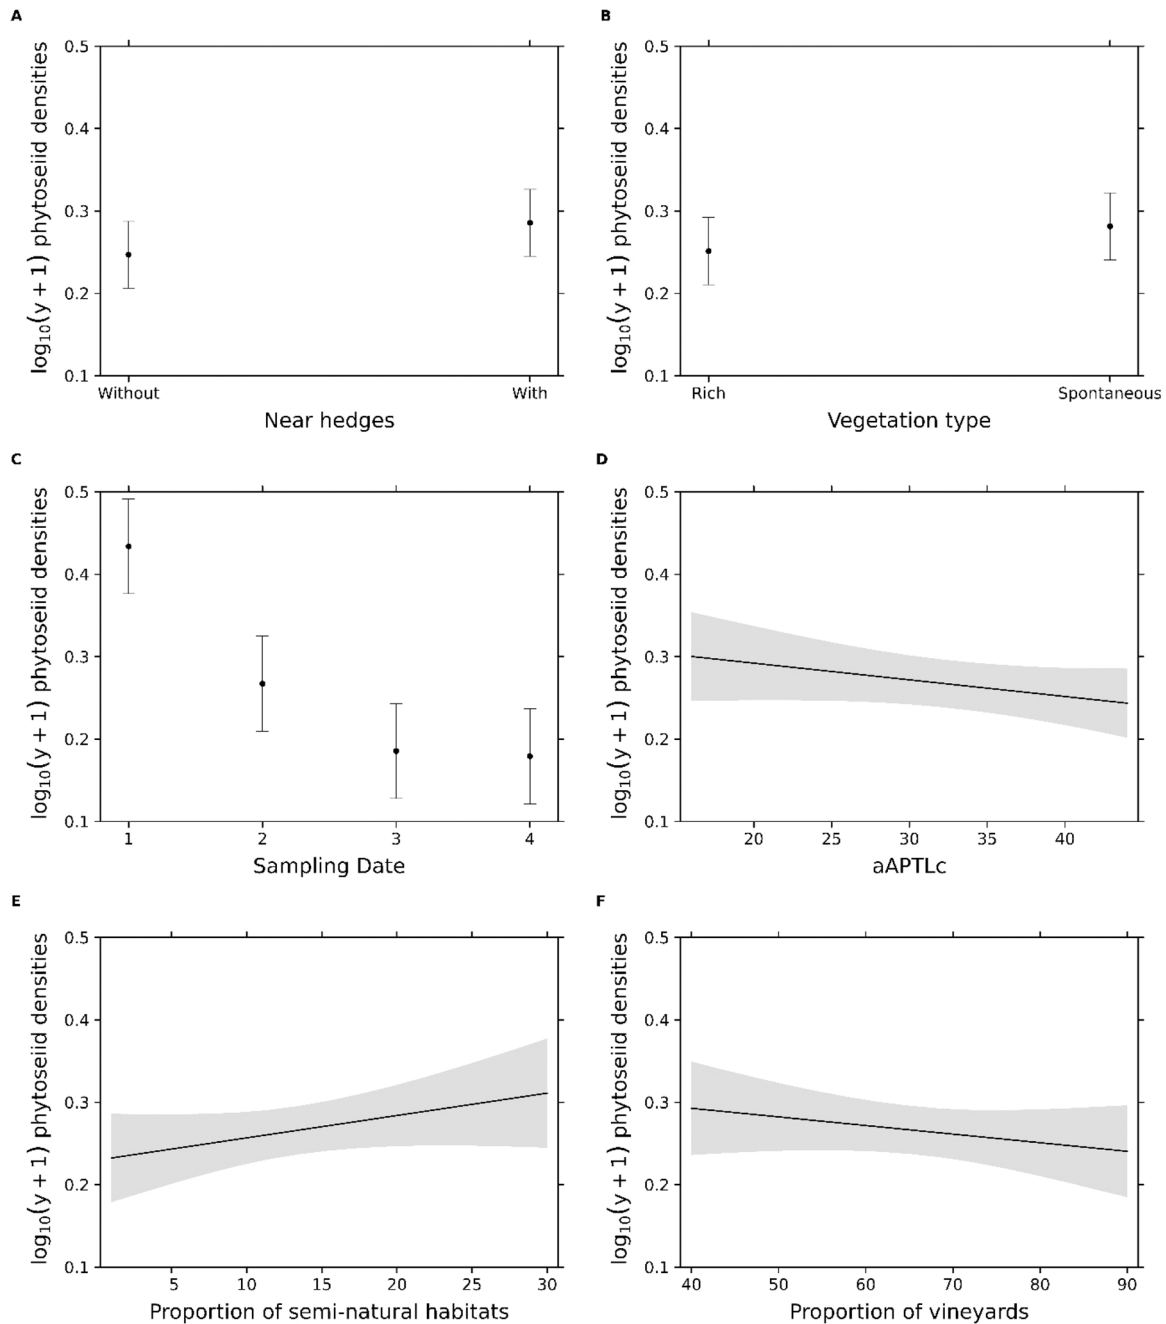 A
log10(y + 1) phytoseiid densities
0.5
0.4
0.3
0.2
0.1
Without
With
Near hedges
B
log10(y + 1) phytoseiid densities
0.5
0.4
0.3
0.2
0.1
Rich
Spontaneous
Vegetation type
C
log10(y + 1) phytoseiid densities
0.5
0.4
0.3
0.2
0.1
1
2
3
4
Sampling Date
D
log10(y + 1) phytoseiid densities
0.5
0.4
0.3
0.2
0.1
20
25
30
35
40
aAPTLc
E
log10(y + 1) phytoseiid densities
0.5
0.4
0.3
0.2
0.1
5
10
15
20
25
30
Proportion of semi-natural habitats
F
log10(y + 1) phytoseiid densities
0.5
0.4
0.3
0.2
0.1
40
50
60
70
80
90
Proportion of vineyards